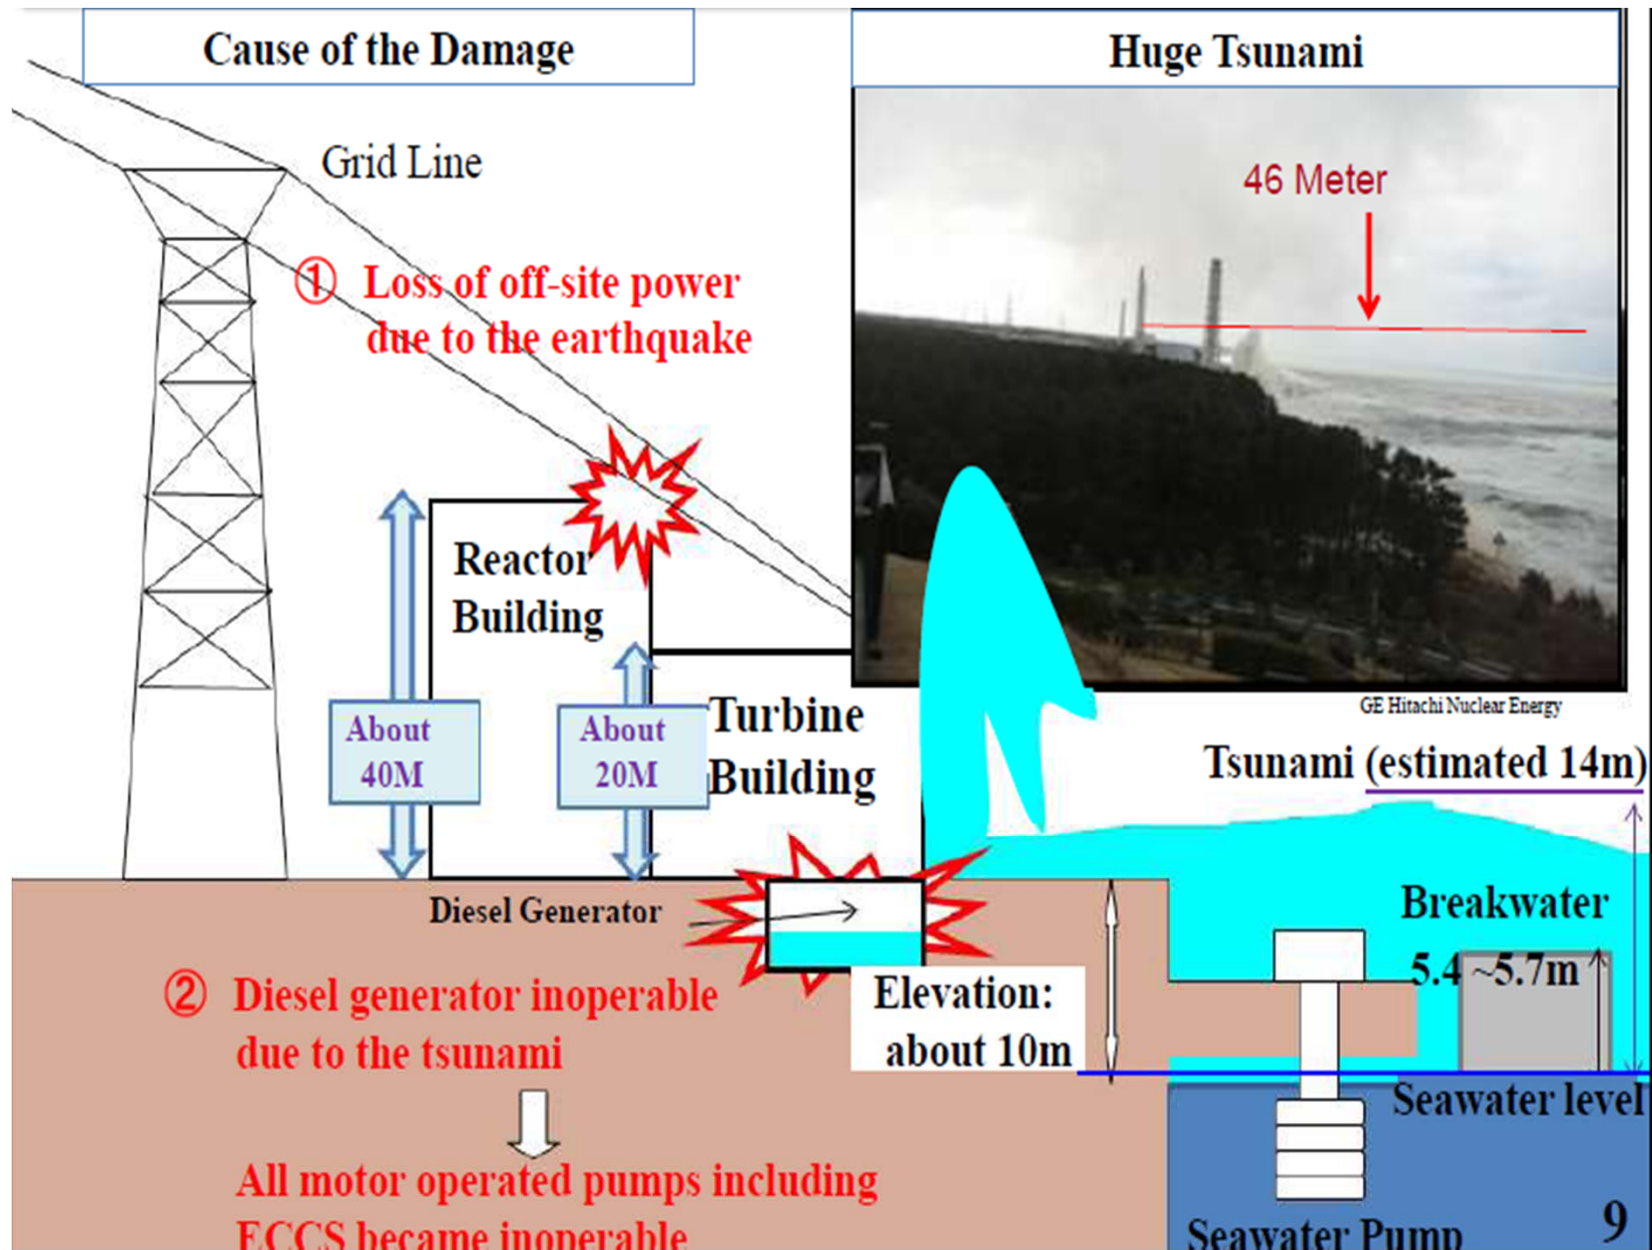 Cause of the Damage
Huge Tsunami
Grid Line
46 Meter
① Loss of off-site power
due to the earthquake
Reactor
Building
About
40M
About
20M
Turbine
Building
GE Hitachi Nuclear Energy
Tsunami (estimated 14m)
Breakwater
5.4 ~5.7m
Diesel Generator
② Diesel generator inoperable
due to the tsunami
Elevation:
about 10m
Seawater level
All motor operated pumps including
ECCS became inoperable
Seawater Pump
9